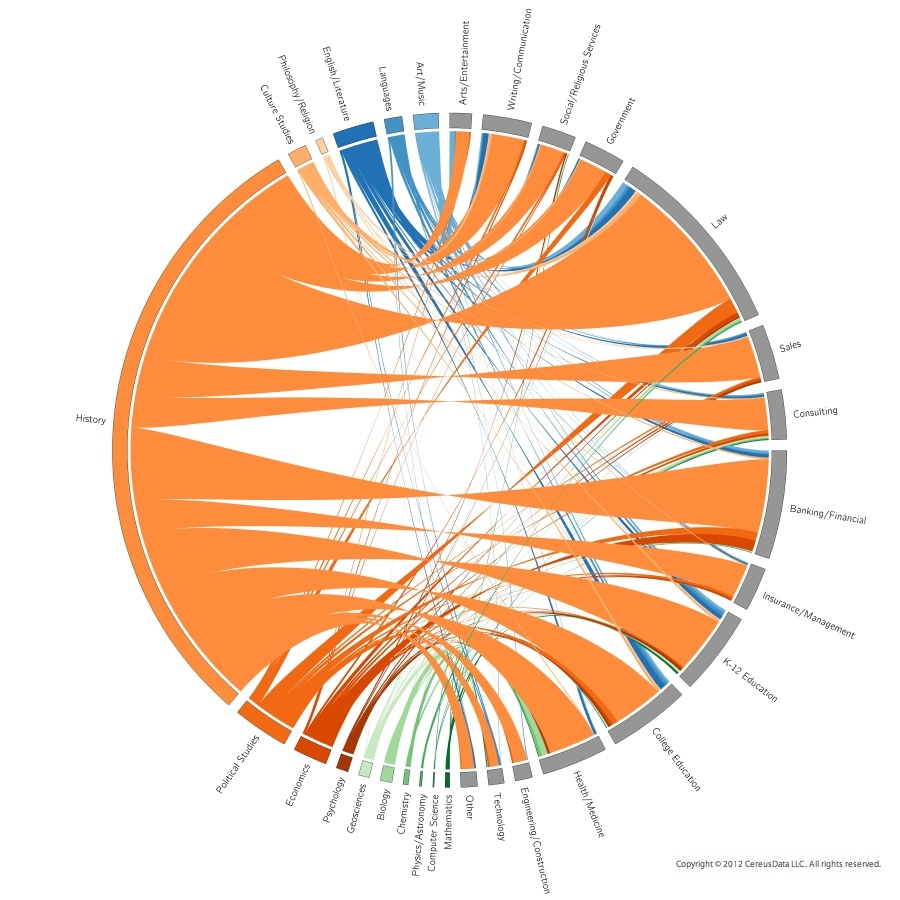 Culture Studies
Philosophy/Religion
English/Literature
Languages
Art/Music
Arts/Entertainment
Writing/Communication
Social/Religious Services
Government
Law
Sales
Consulting
Banking/Financial
Insurance/Management
K-12 Education
College Education
Health/Medicine
Engineering/Construction
Technology
Other
Mathematics
Computer Science
Physics/Astronomy
Chemistry
Biology
Geosciences
Psychology
Economics
Political Studies
History
Copyright © 2012 CereusData LLC. All rights reserved.